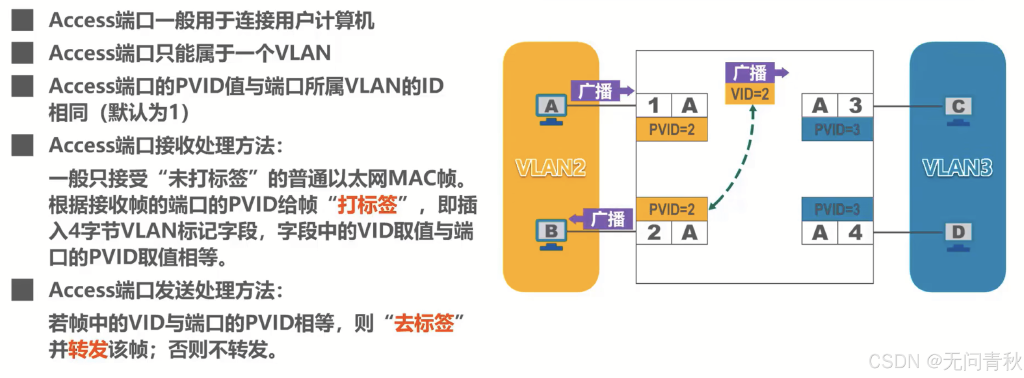 Access端口一般用于连接用户计算机
Access端口只能属于一个VLAN
Access端口的PVID值与端口所属VLAN的ID
相同（默认为1）
Access端口接收处理方法：
一般只接受“未打标签”的普通以太网MAC帧。
根据接收帧的端口的PVID给帧“打标签”，即插
入4字节VLAN标记字段，字段中的VID取值与端
口的PVID取值相等。
Access端口发送处理方法：
若帧中的VID与端口的PVID相等，则“去标签”
并转发该帧；否则不转发。
广播
VID=2
广播
A
1 A
PVID=2
A 3
PVID=3
C
VLAN2
VLAN3
广播
B
PVID=2
2 A
PVID=3
A 4
D
CSDN @无问青秋